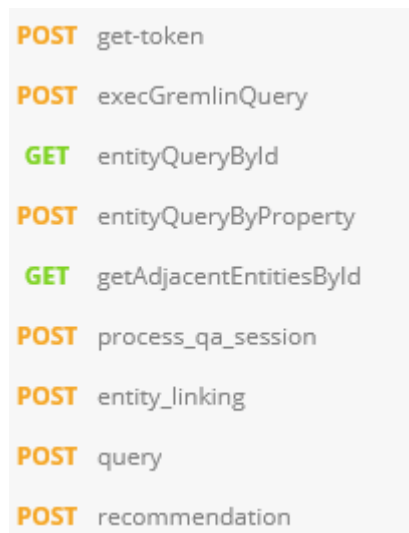 POST get-token
POST execGremlinQuery
GET entityQueryById
POST entityQueryByProperty
GET getAdjacentEntitiesById
POST process_qa_session
POST entity_linking
POST query
POST recommendation